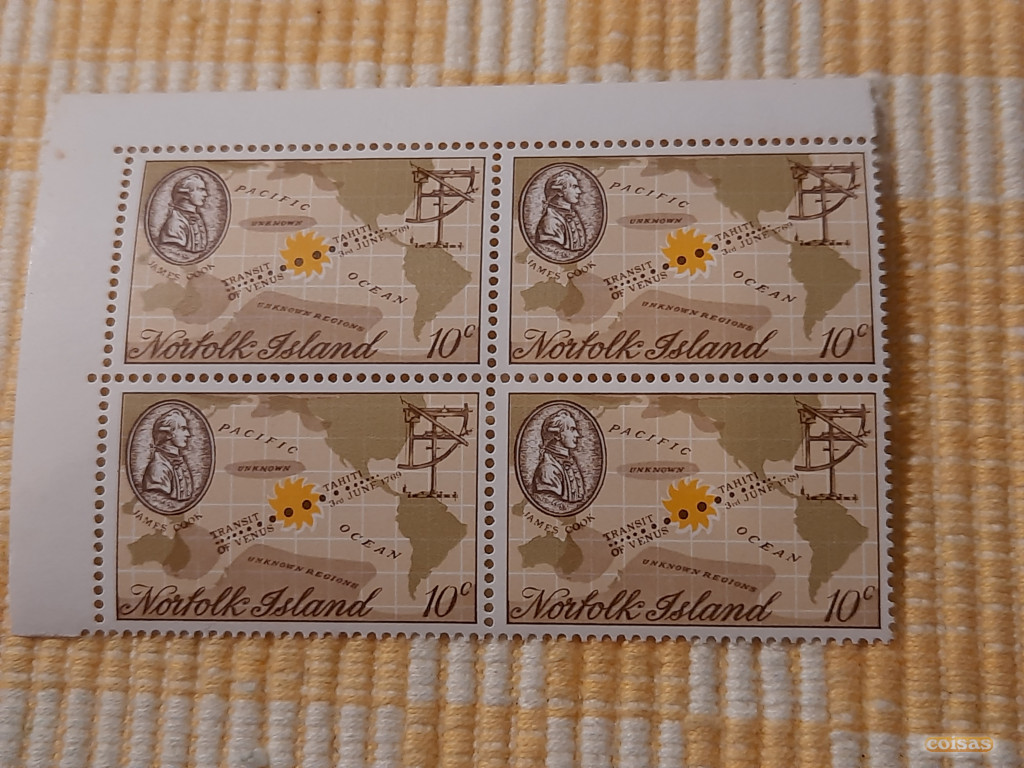 PACIFIC
UNKNOWN
TAHITI
3rd JUNE 1769
JAMES COOK
TRANSIT
OF VENUS
OCEAN
UNKNOWN REGIONS
Norfolk Island 10c
PACIFIC
UNKNOWN
TAHITI
3rd JUNE 1769
JAMES COOK
TRANSIT
OF VENUS
OCEAN
UNKNOWN REGIONS
Norfolk Island 10c
PACIFIC
UNKNOWN
TAHITI
3rd JUNE 1769
JAMES COOK
TRANSIT
OF VENUS
OCEAN
UNKNOWN REGIONS
Norfolk Island 10c
PACIFIC
UNKNOWN
TAHITI
3rd JUNE 1769
JAMES COOK
TRANSIT
OF VENUS
OCEAN
UNKNOWN REGIONS
Norfolk Island 10c
coisas